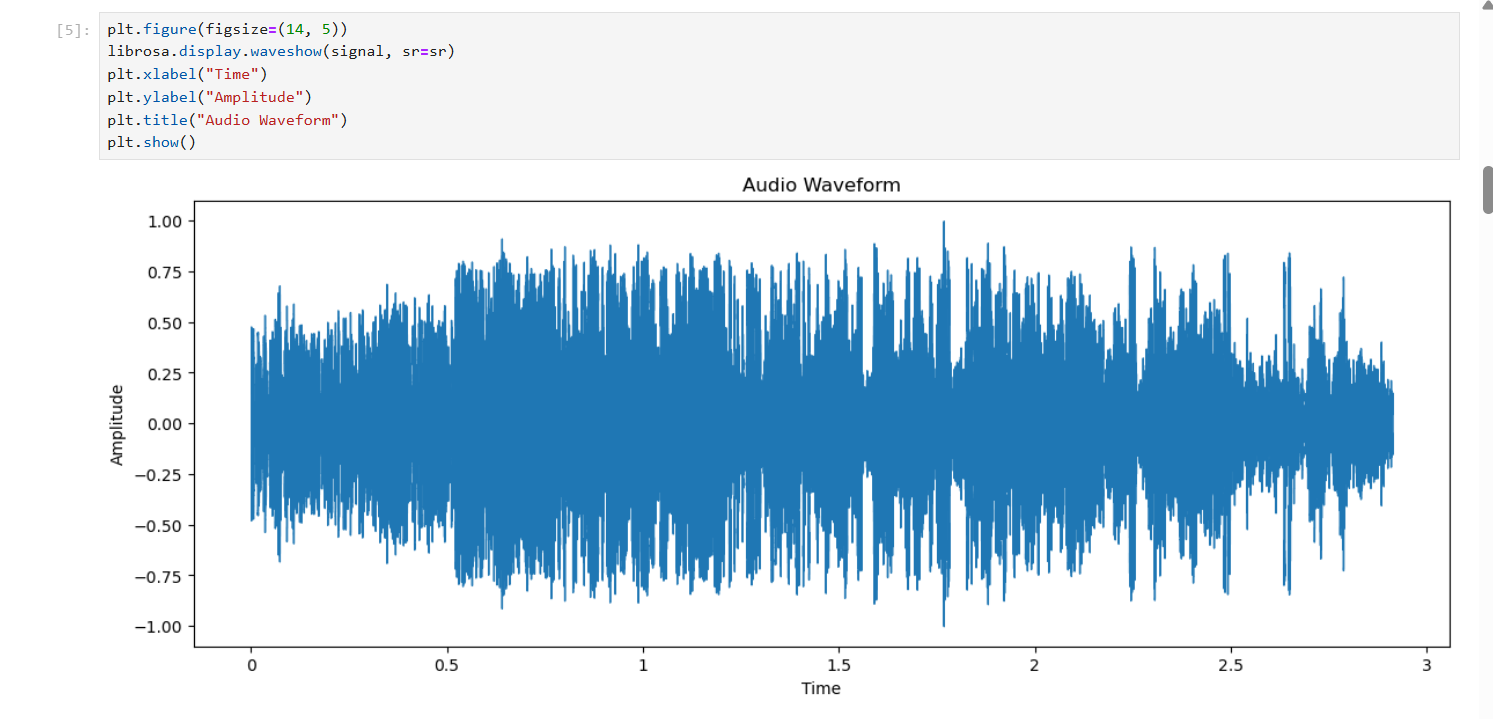 [5]:
plt.figure(figsize=(14, 5))
librosa.display.waveshow(signal, sr=sr)
plt.xlabel("Time")
plt.ylabel("Amplitude")
plt.title("Audio Waveform")
plt.show()
Audio Waveform
1.00
0.75
0.50
0.25
0.00
−0.25
−0.50
−0.75
−1.00
Amplitude
0 0.5 1 1.5 2 2.5 3
Time